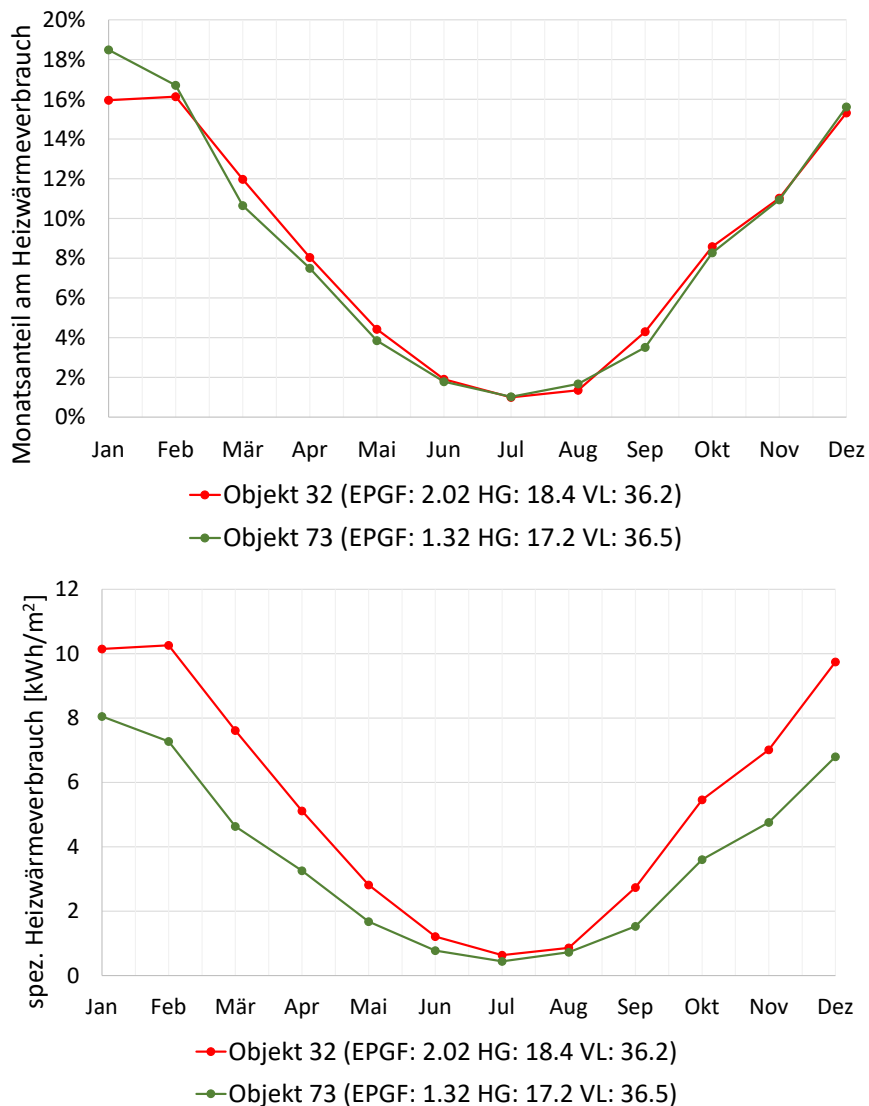 Monatsanteil am Heizwärmeverbrauch
20%
18%
16%
14%
12%
10%
8%
6%
4%
2%
0%
Jan Feb Mär Apr Mai Jun Jul Aug Sep Okt Nov Dez
Objekt 32 (EPGF: 2.02 HG: 18.4 VL: 36.2)
Objekt 73 (EPGF: 1.32 HG: 17.2 VL: 36.5)
spez. Heizwärmeverbrauch [kWh/m²]
12
10
8
6
4
2
0
Jan Feb Mär Apr Mai Jun Jul Aug Sep Okt Nov Dez
Objekt 32 (EPGF: 2.02 HG: 18.4 VL: 36.2)
Objekt 73 (EPGF: 1.32 HG: 17.2 VL: 36.5)